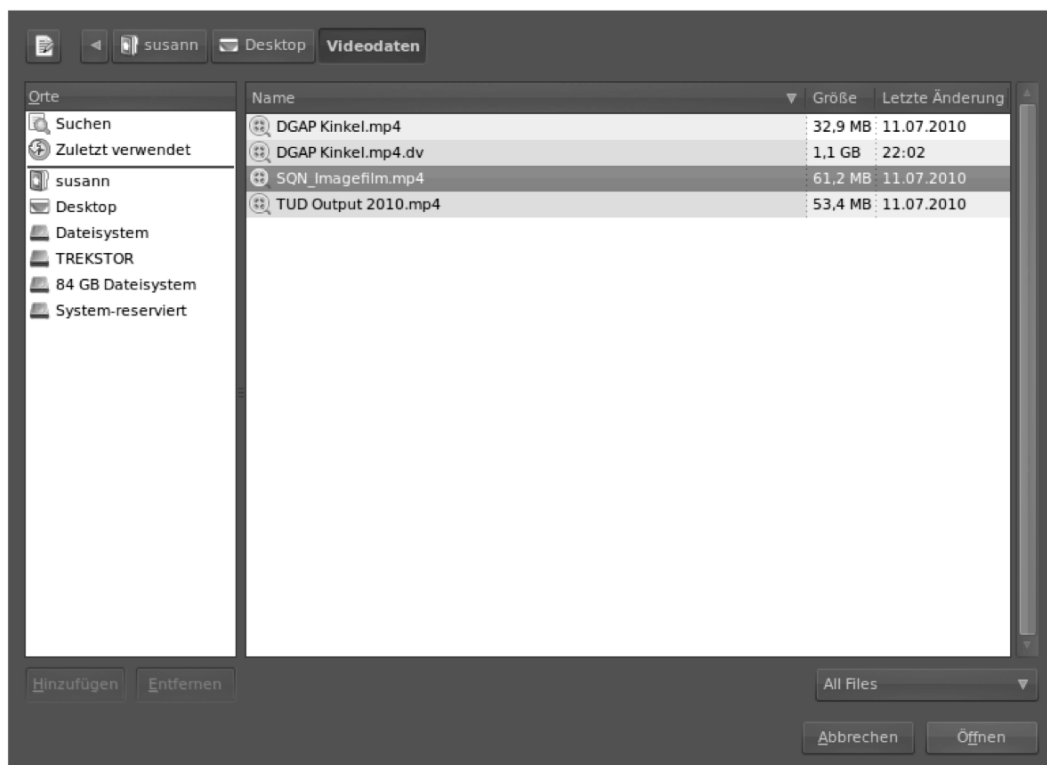 susann Desktop Videodaten
Orte
Suchen
Zuletzt verwendet
susann
Desktop
Dateisystem
TREKSTOR
84 GB Dateisystem
System-reserviert
Name Größe Letzte Änderung
DGAP Kinkel.mp4 32,9 MB 11.07.2010
DGAP Kinkel.mp4.dv 1,1 GB 22:02
SQN_Imagefilm.mp4 61,2 MB 11.07.2010
TUD Output 2010.mp4 53,4 MB 11.07.2010
Hinzufügen Entfernen
All Files
Abbrechen Öffnen